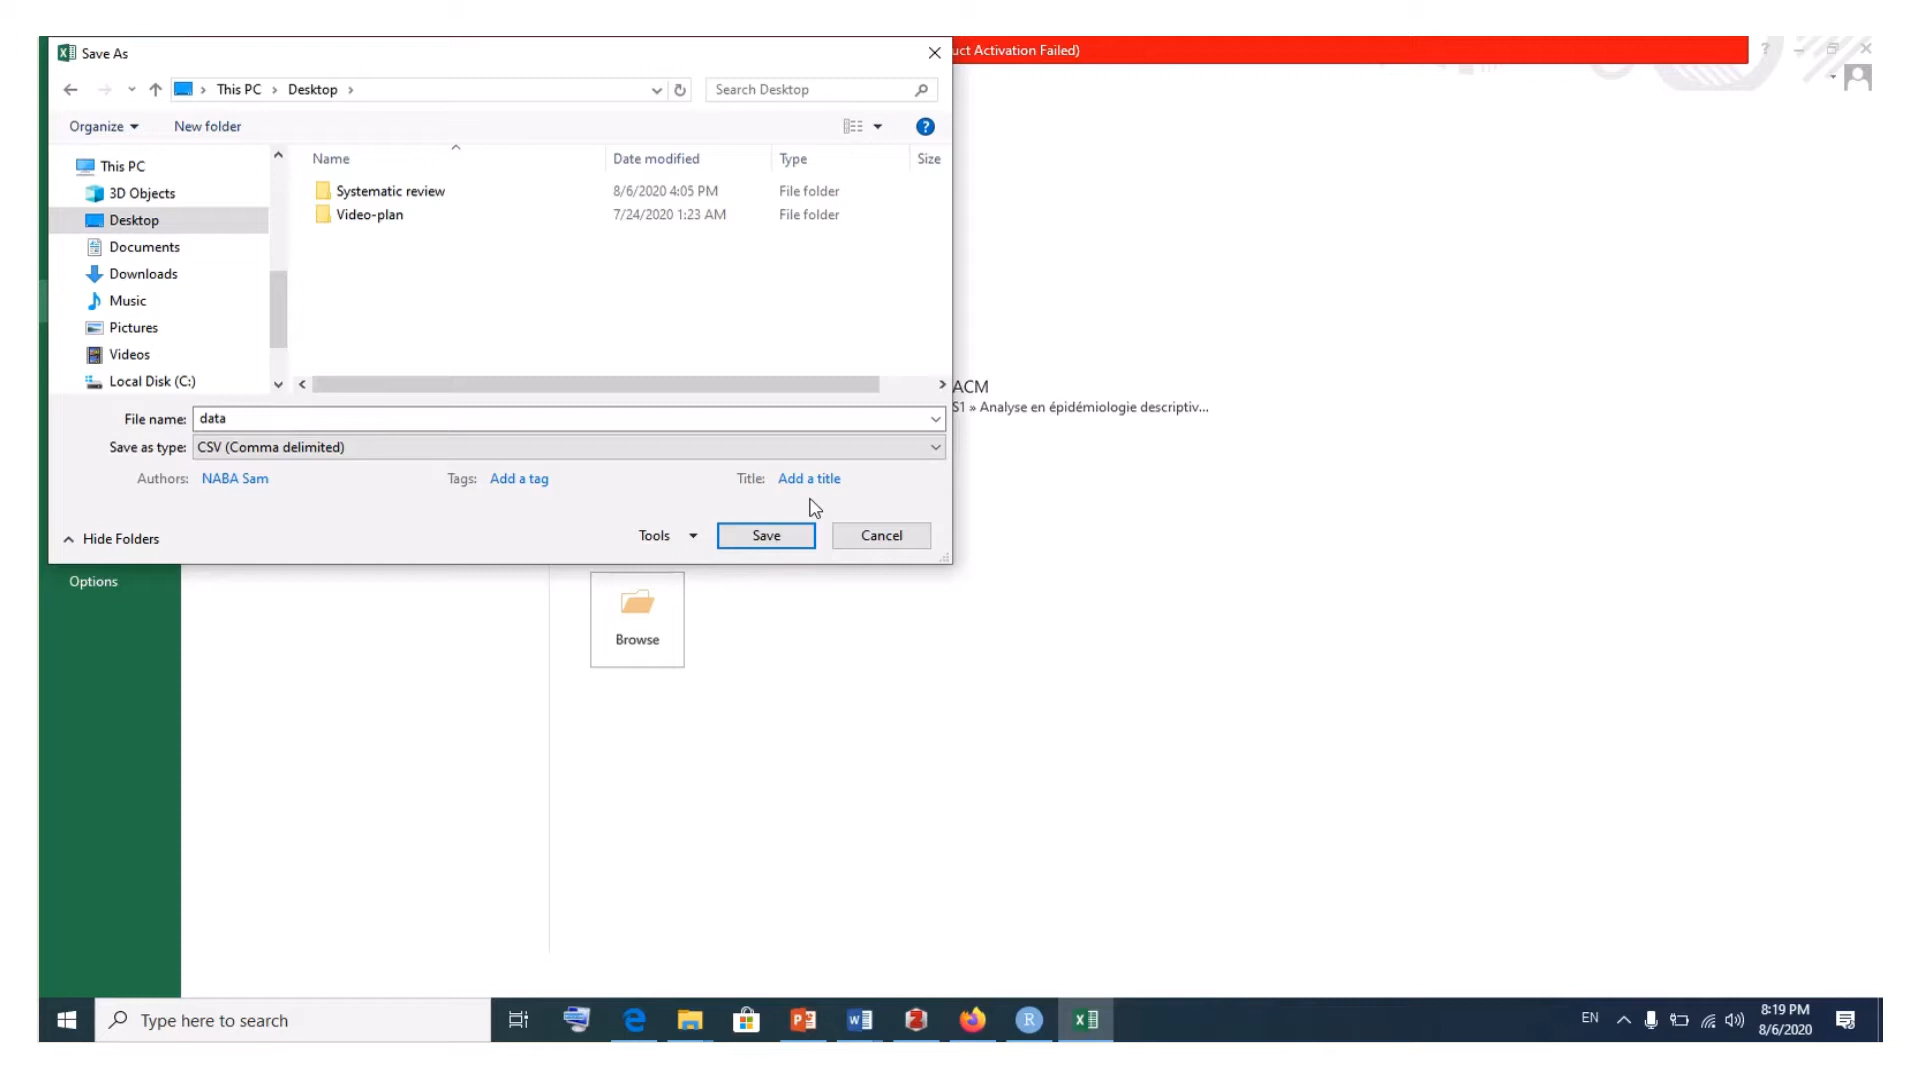 Save As
uct Activation Failed)
This PC
Desktop
Search Desktop
Organize
New folder
Name
Date modified
Type
Size
This PC
3D Objects
Desktop
Documents
Downloads
Music
Pictures
Videos
Local Disk (C:)
Systematic review
8/6/2020 4:05 PM
File folder
Video-plan
7/24/2020 1:23 AM
File folder
ACM
S1 » Analyse en épidémiologie descriptiv...
File name: data
Save as type: CSV (Comma delimited)
Authors: NABA Sam
Tags: Add a tag
Title: Add a title
Hide Folders
Tools
Save
Cancel
Options
Browse
Type here to search
EN
8:19 PM
8/6/2020